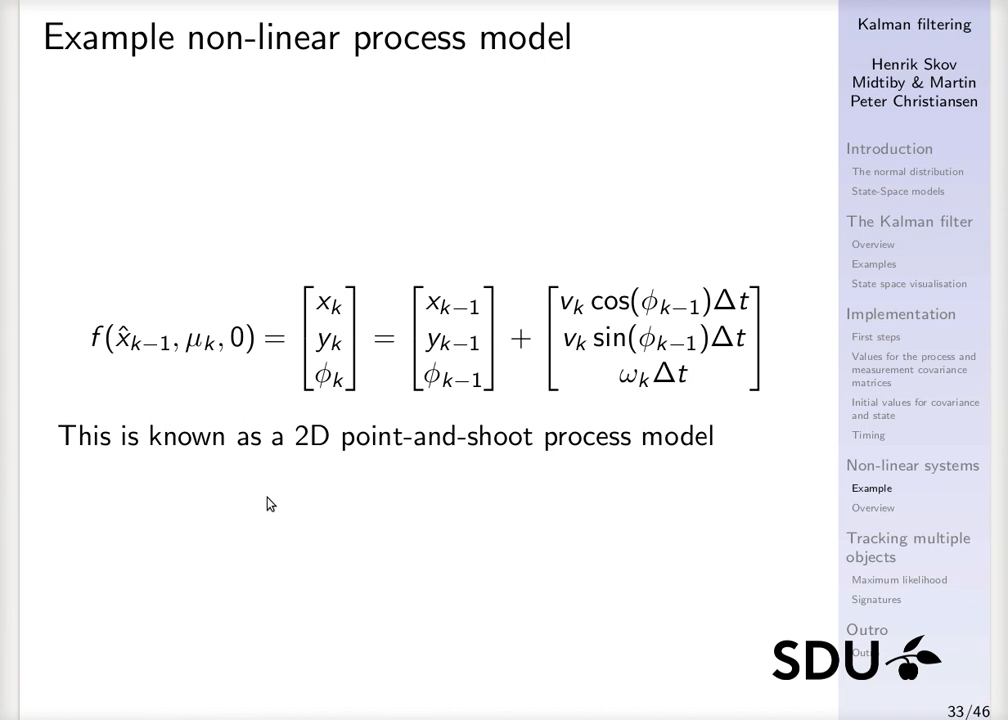 Example non-linear process model
f(x̂ₖ₋₁, μₖ, 0) = [xₖ; yₖ; ϕₖ] = [xₖ₋₁; yₖ₋₁; ϕₖ₋₁] + [vₖ cos(ϕₖ₋₁)Δt; vₖ sin(ϕₖ₋₁)Δt; ωₖΔt]
This is known as a 2D point-and-shoot process model
Kalman filtering
Henrik Skov
Midtiby & Martin
Peter Christiansen
Introduction
The normal distribution
State-Space models
The Kalman filter
Overview
Examples
State space visualisation
Implementation
First steps
Values for the process and
measurement covariance
matrices
Initial values for covariance
and state
Timing
Non-linear systems
Example
Overview
Tracking multiple
objects
Maximum likelihood
Signatures
Outro
SDU
33/46